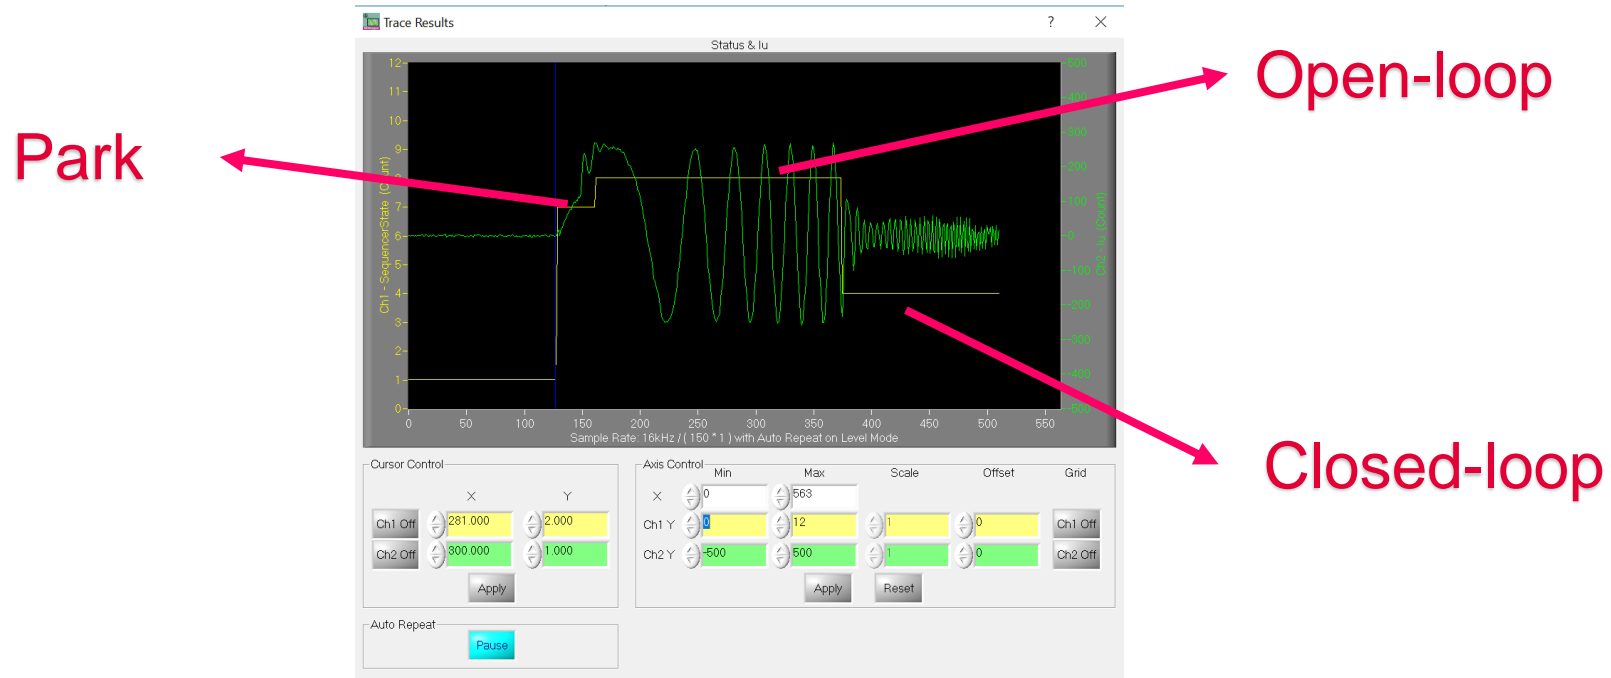 Trace Results
?
Status & Iu
Open-loop
Park
Closed-loop
12
11
10
9
8
7
6
5
4
3
2
1
0
Ch1 - SequencerState (Count)
500
400
-300
-200
-100
-0
-100
-200
-300
-400
-500
Ch2 - Iu (Count)
0 50 100 150 200 250 300 350 400 450 500 550
Sample Rate: 16kHz / ( 150 * 1 ) with Auto Repeat on Level Mode
Cursor Control
X Y
Ch1 Off 281.000 2.000
Ch2 Off 300.000 1.000
Apply
Axis Control
Min Max Scale Offset Grid
X 0 563
Ch1 Y 0 12 1 0 Ch1 Off
Ch2 Y -500 500 1 0 Ch2 Off
Apply Reset
Auto Repeat
Pause